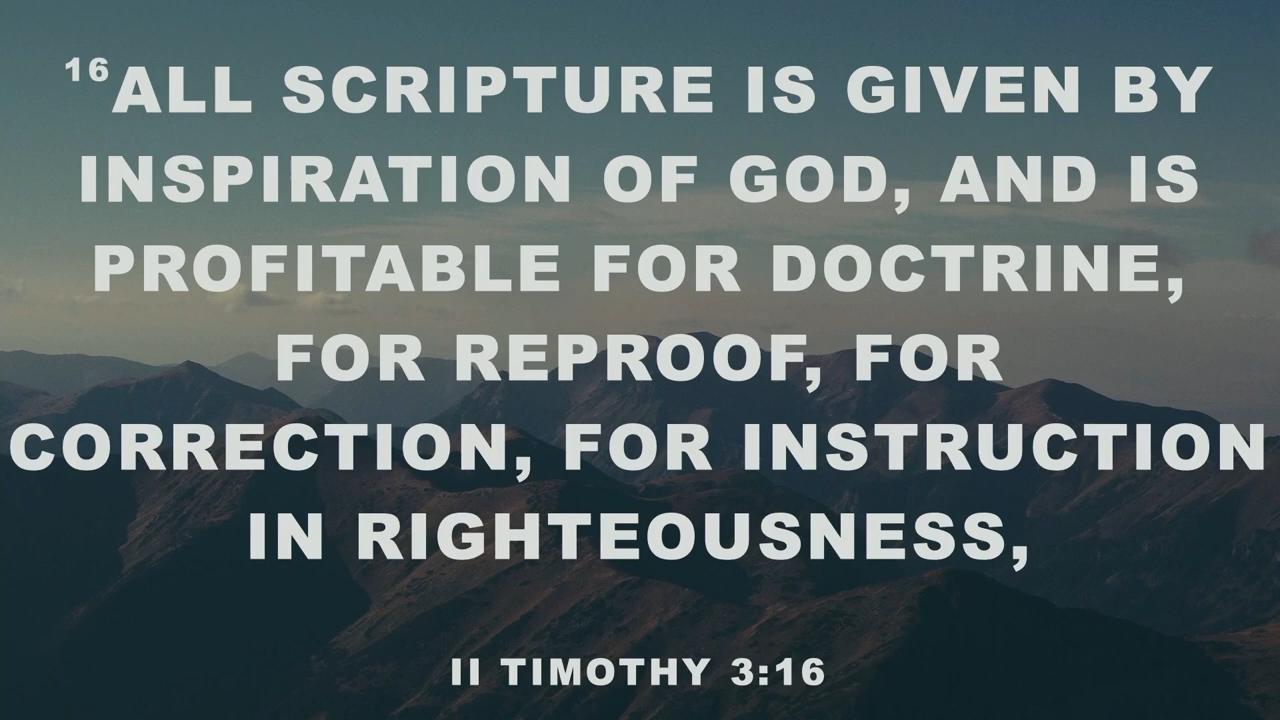 16ALL SCRIPTURE IS GIVEN BY
INSPIRATION OF GOD, AND IS
PROFITABLE FOR DOCTRINE,
FOR REPROOF, FOR
CORRECTION, FOR INSTRUCTION
IN RIGHTEOUSNESS,
II TIMOTHY 3:16